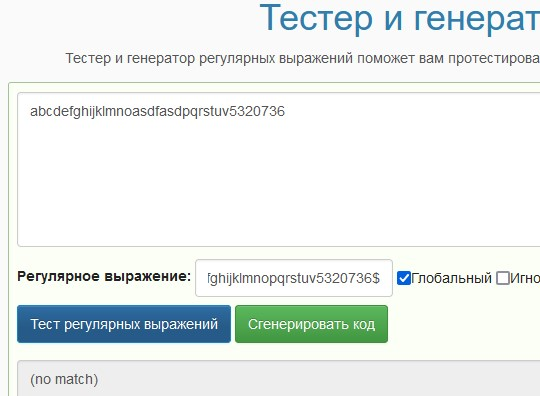 Тестер и генерат
Тестер и генератор регулярных выражений поможет вам протестирова
abcdefghijklmnoasdfasdpqrstuv5320736
Регулярное выражение: fghijklmnopqrstuv5320736$ Глобальный Игно
Тест регулярных выражений Сгенерировать код
(no match)